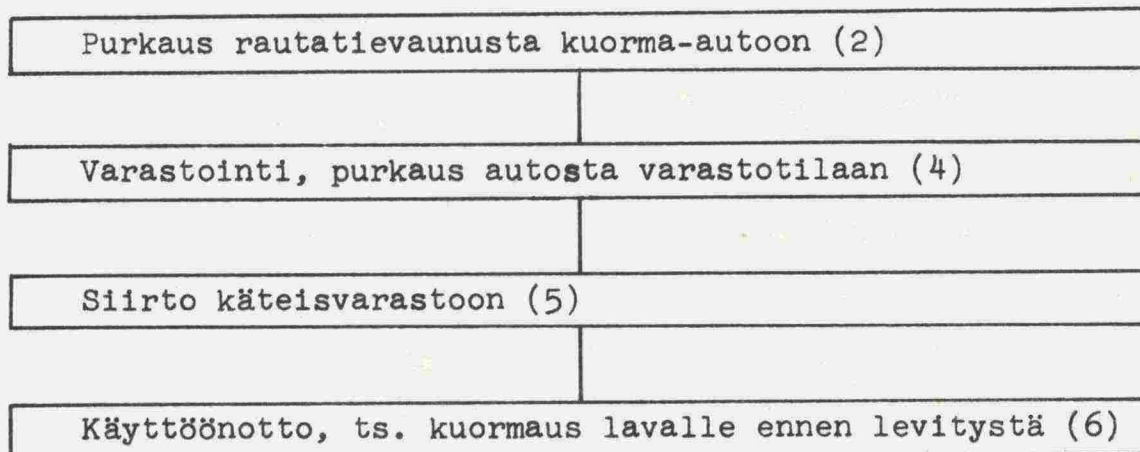 Purkaus rautatievaunusta kuorma-autoon (2)
Varastointi, purkaus autosta varastotilaan (4)
Siirto käteisvarastoon (5)
Käyttöönotto, ts. kuormaus lavalle ennen levitystä (6)